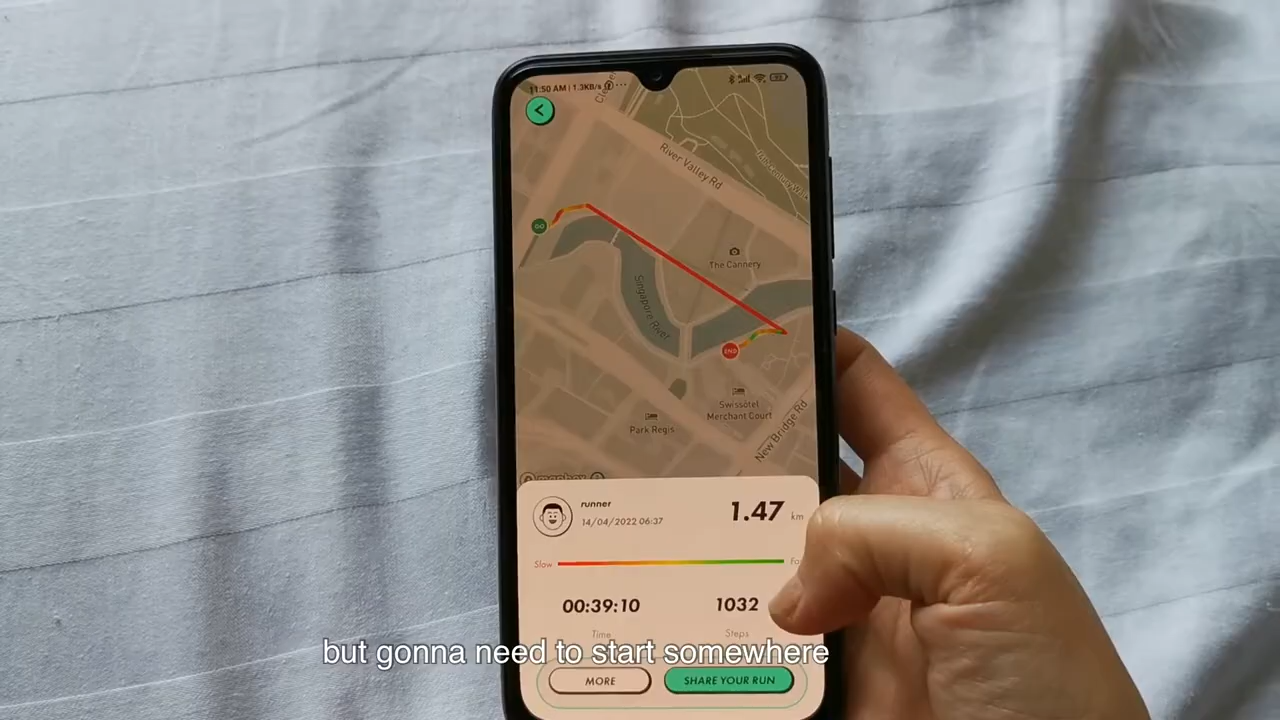 11:50 AM | 1.3KB/s
River Valley Rd
GO
The Cannery
Singapore River
END
Swissôtel
Merchant Court
New Bridge Rd
Park Regis
mapbox
runner
14/04/2022 06:37
1.47 km
Slow
00:39:10
1032
Time
Steps
but gonna need to start somewhere
MORE
SHARE YOUR RUN